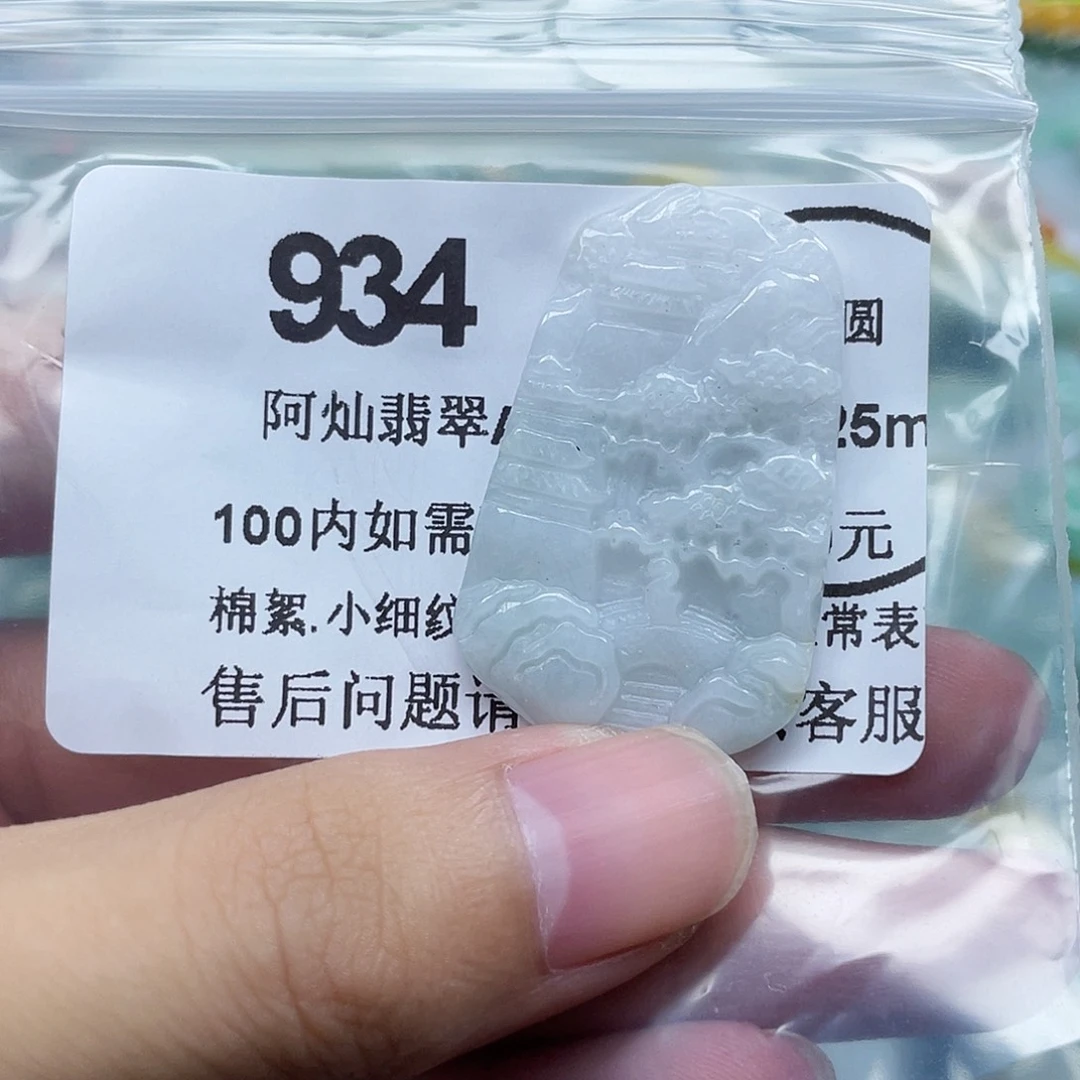 934
圆
阿灿翡翠
25m
100内如需
元
棉絮.小细纹
常表
售后问题请
客服